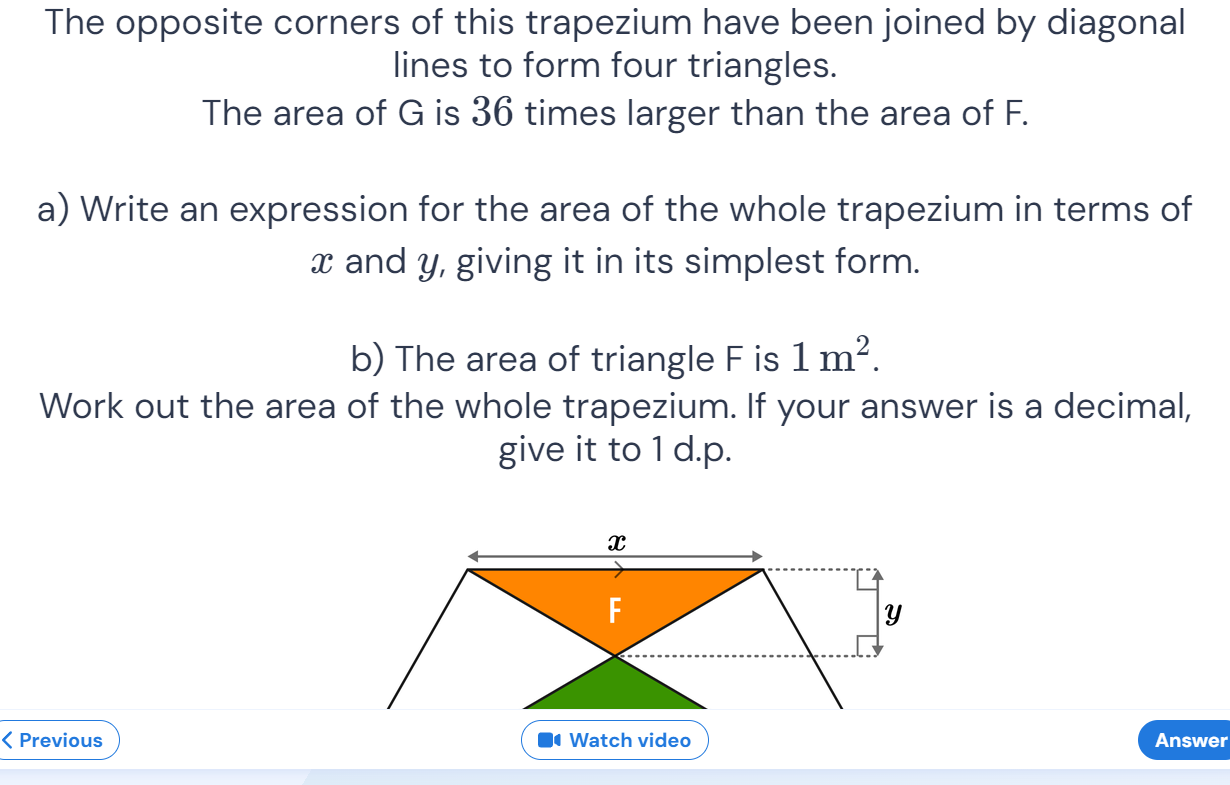 The opposite corners of this trapezium have been joined by diagonal
lines to form four triangles.
The area of G is 36 times larger than the area of F.
a) Write an expression for the area of the whole trapezium in terms of
x and y, giving it in its simplest form.
b) The area of triangle F is 1 m².
Work out the area of the whole trapezium. If your answer is a decimal,
give it to 1 d.p.
x
F
y
Previous
Watch video
Answer